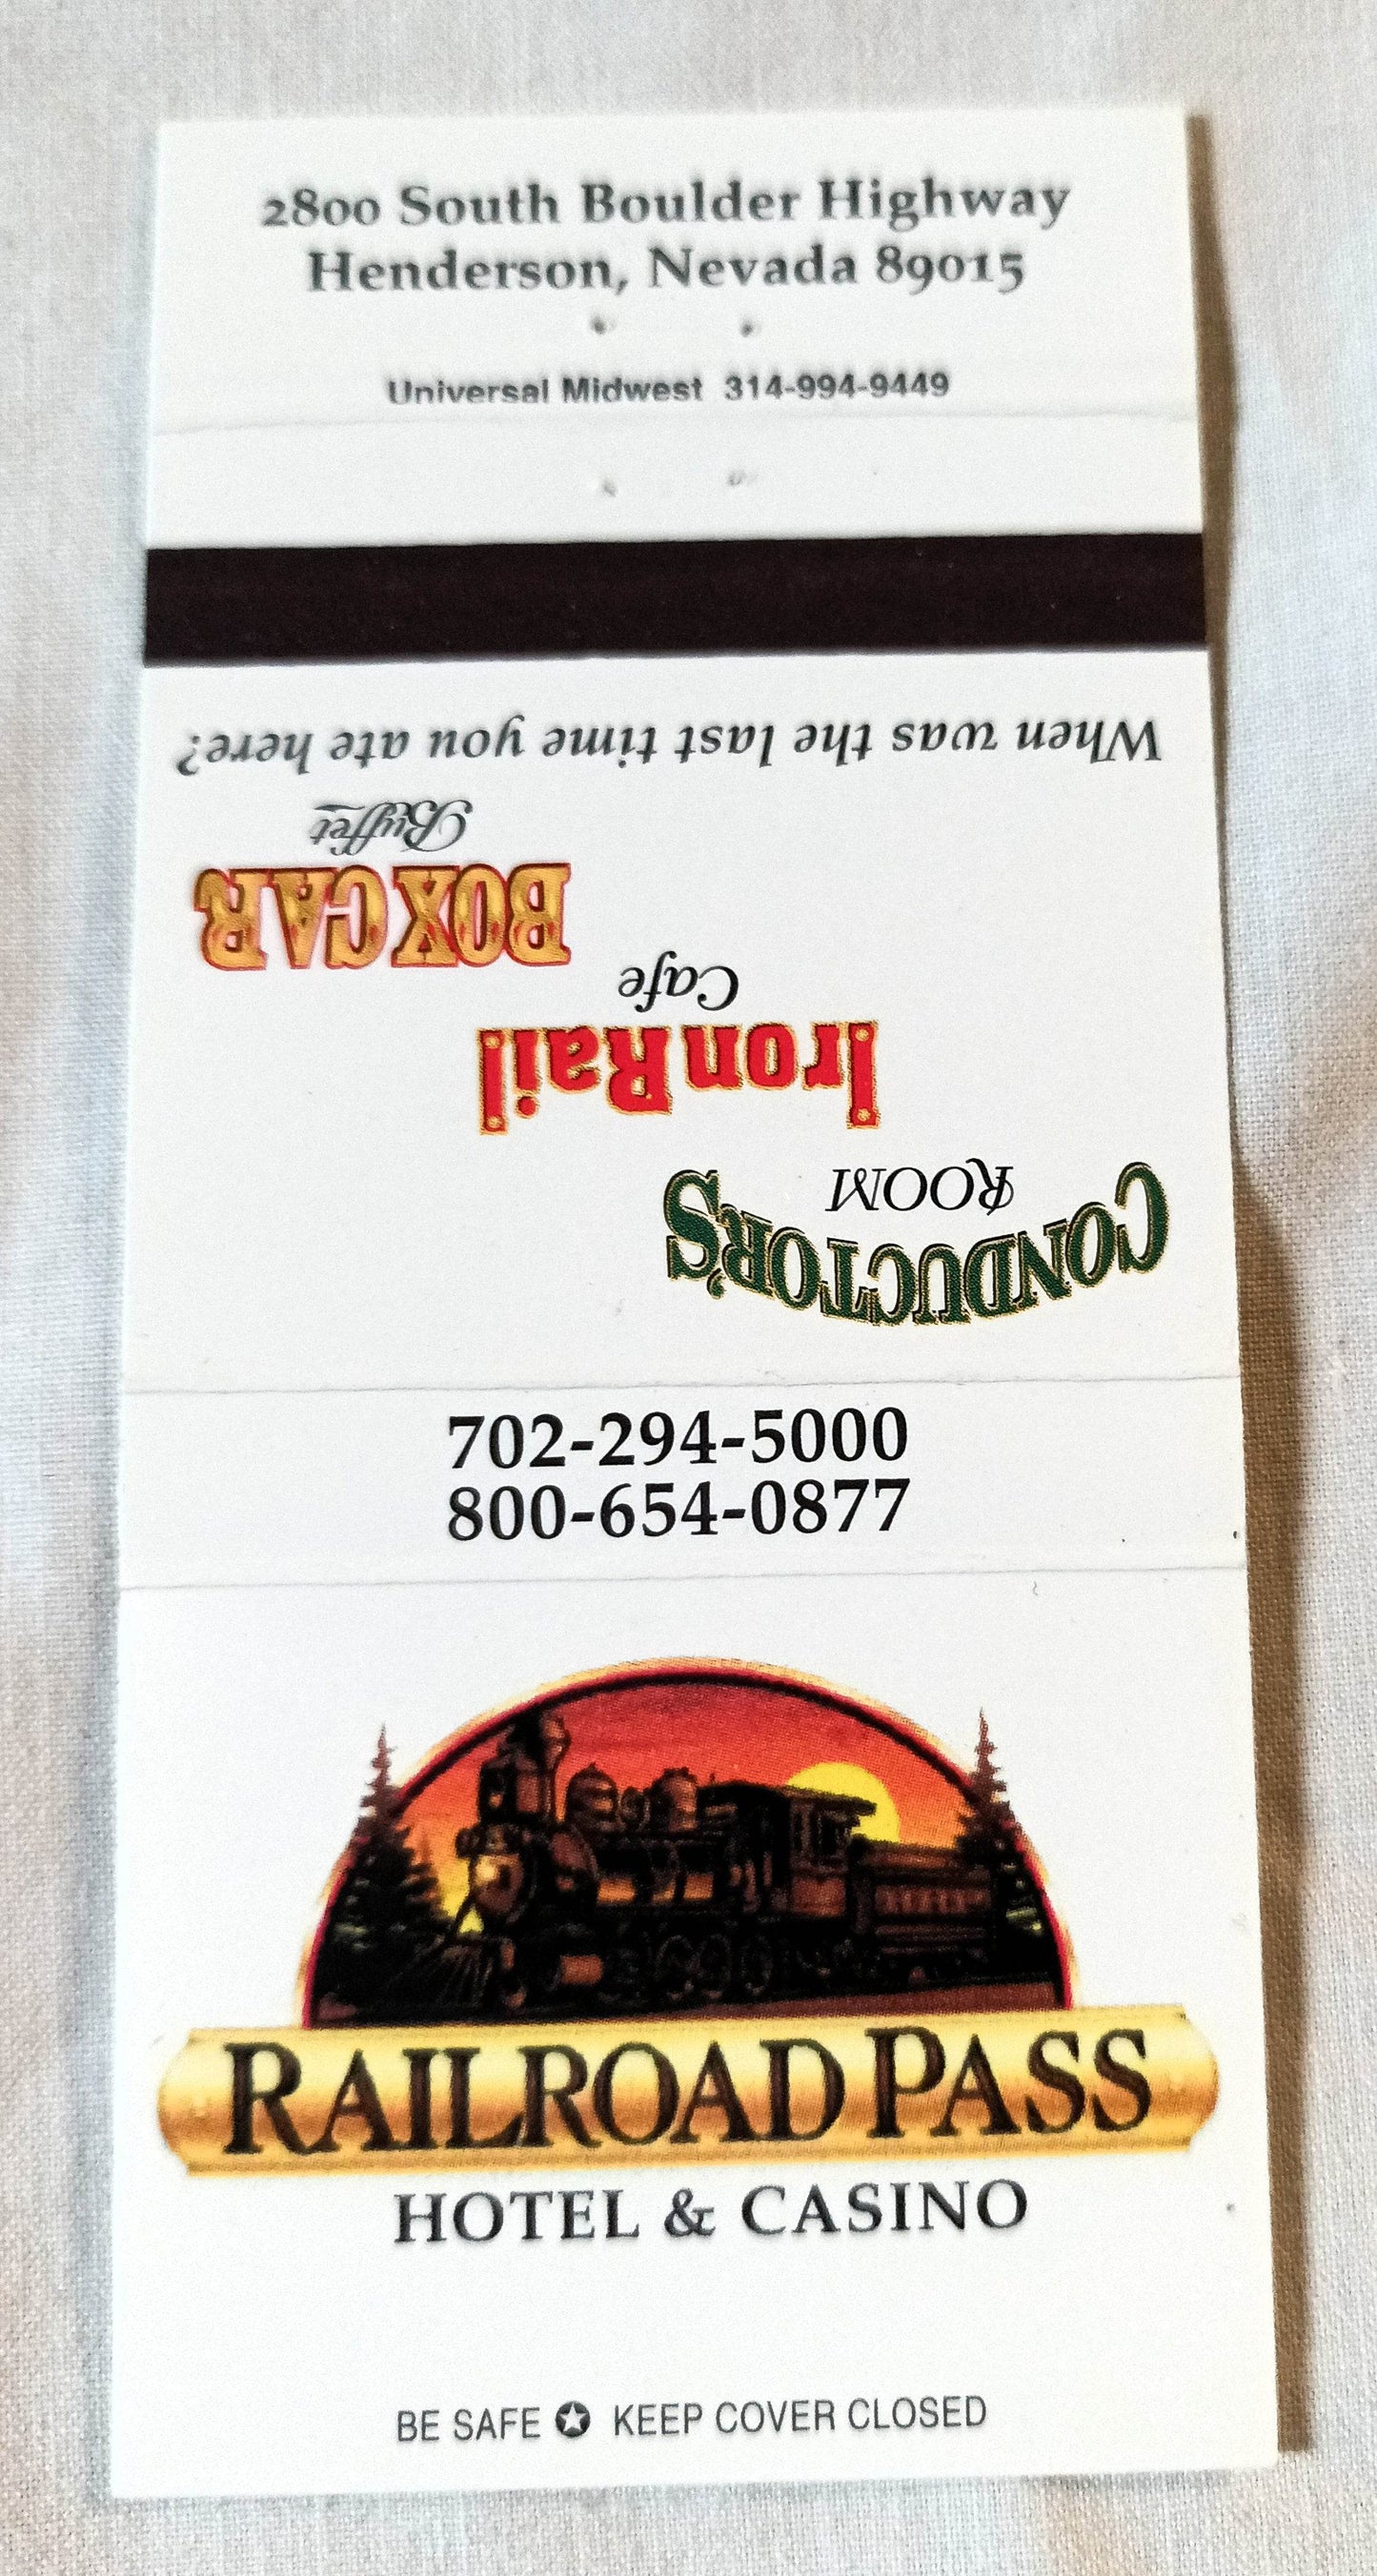 2800 South Boulder Highway
Henderson, Nevada 89015
Universal Midwest 314-994-9449
CONDUCTOR'S
ROOM
Iron Rail
Cafe
BOXCAR
Buffet
When was the last time you ate here?
702-294-5000
800-654-0877
RAILROAD PASS
HOTEL & CASINO
BE SAFE ✪ KEEP COVER CLOSED